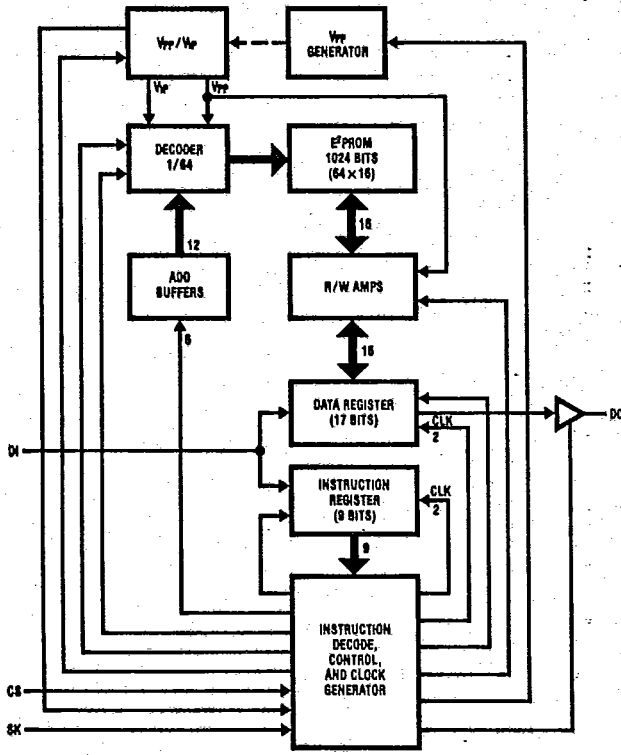 VPP/VIP
VPP
GENERATOR
VIP
VPP
DECODER
1/64
E²PROM
1024 BITS
(64 × 16)
12
16
ADD
BUFFERS
R/W AMPS
6
16
DATA REGISTER
(17 BITS)
CLK
2
DO
DI
INSTRUCTION
REGISTER
(9 BITS)
CLK
2
9
INSTRUCTION
DECODE,
CONTROL,
AND CLOCK
GENERATOR
CS
SK